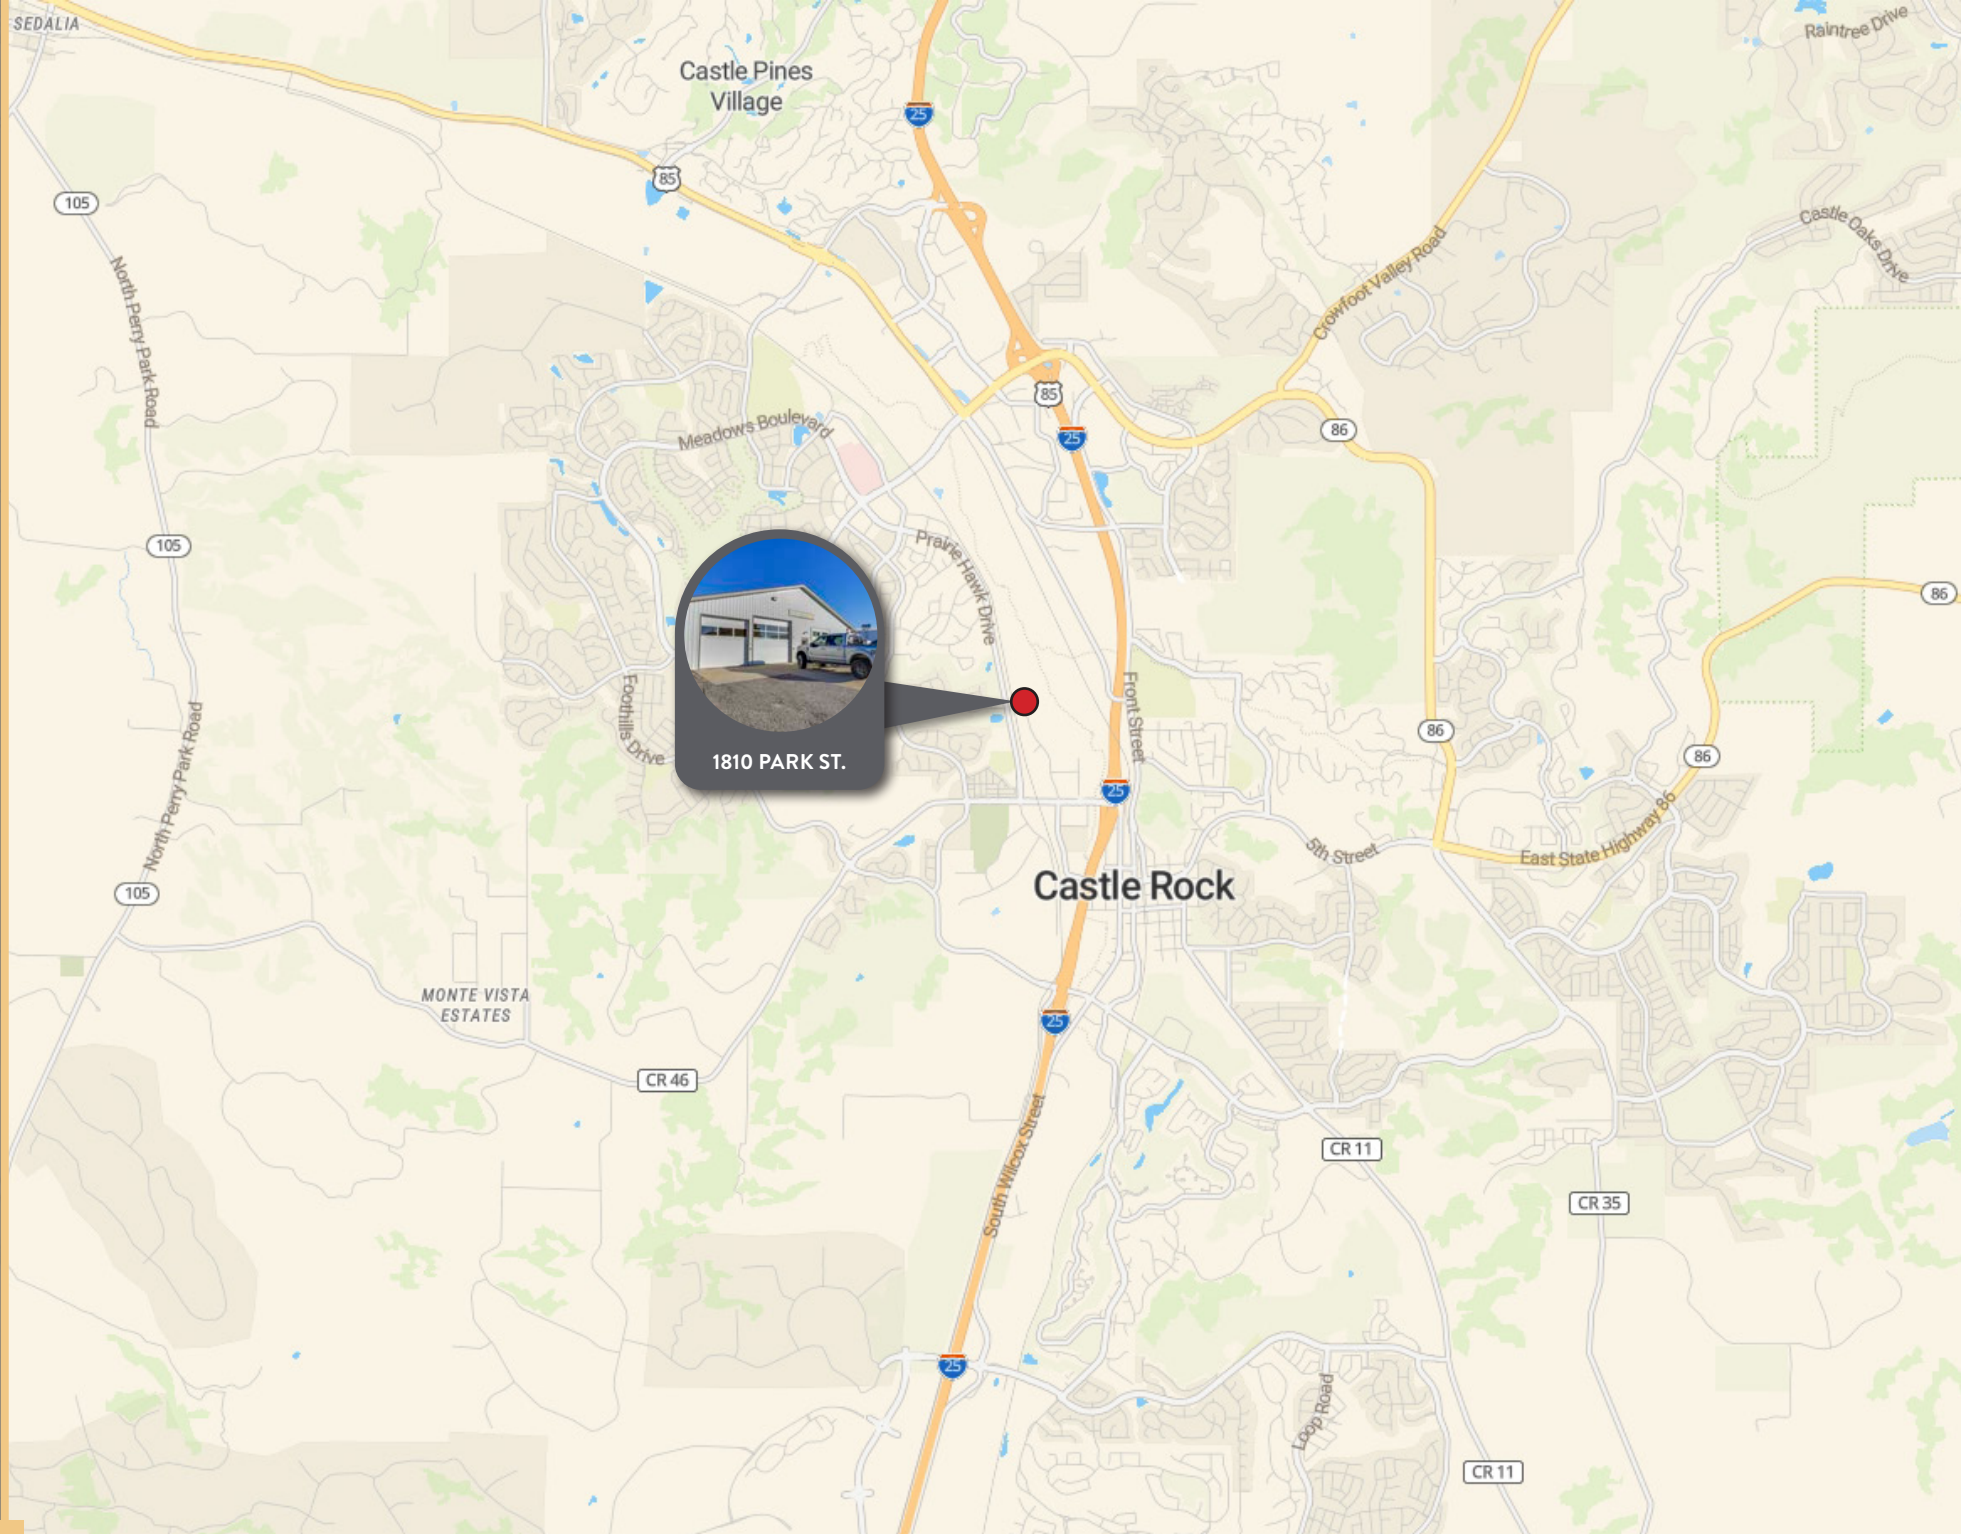 SEDALIA
Raintree Drive
Castle Pines
Village
25
85
105
Castle Oaks Drive
Crowfoot Valley Road
North Perry Park Road
85
Meadows Boulevard
86
25
105
Prairie Hawk Drive
86
Foothills Drive
Front Street
North Perry Park Road
86
86
1810 PARK ST.
25
5th Street
East State Highway 86
Castle Rock
105
MONTE VISTA
ESTATES
25
CR 46
South Wilcox Street
CR 11
CR 35
25
Loop Road
CR 11